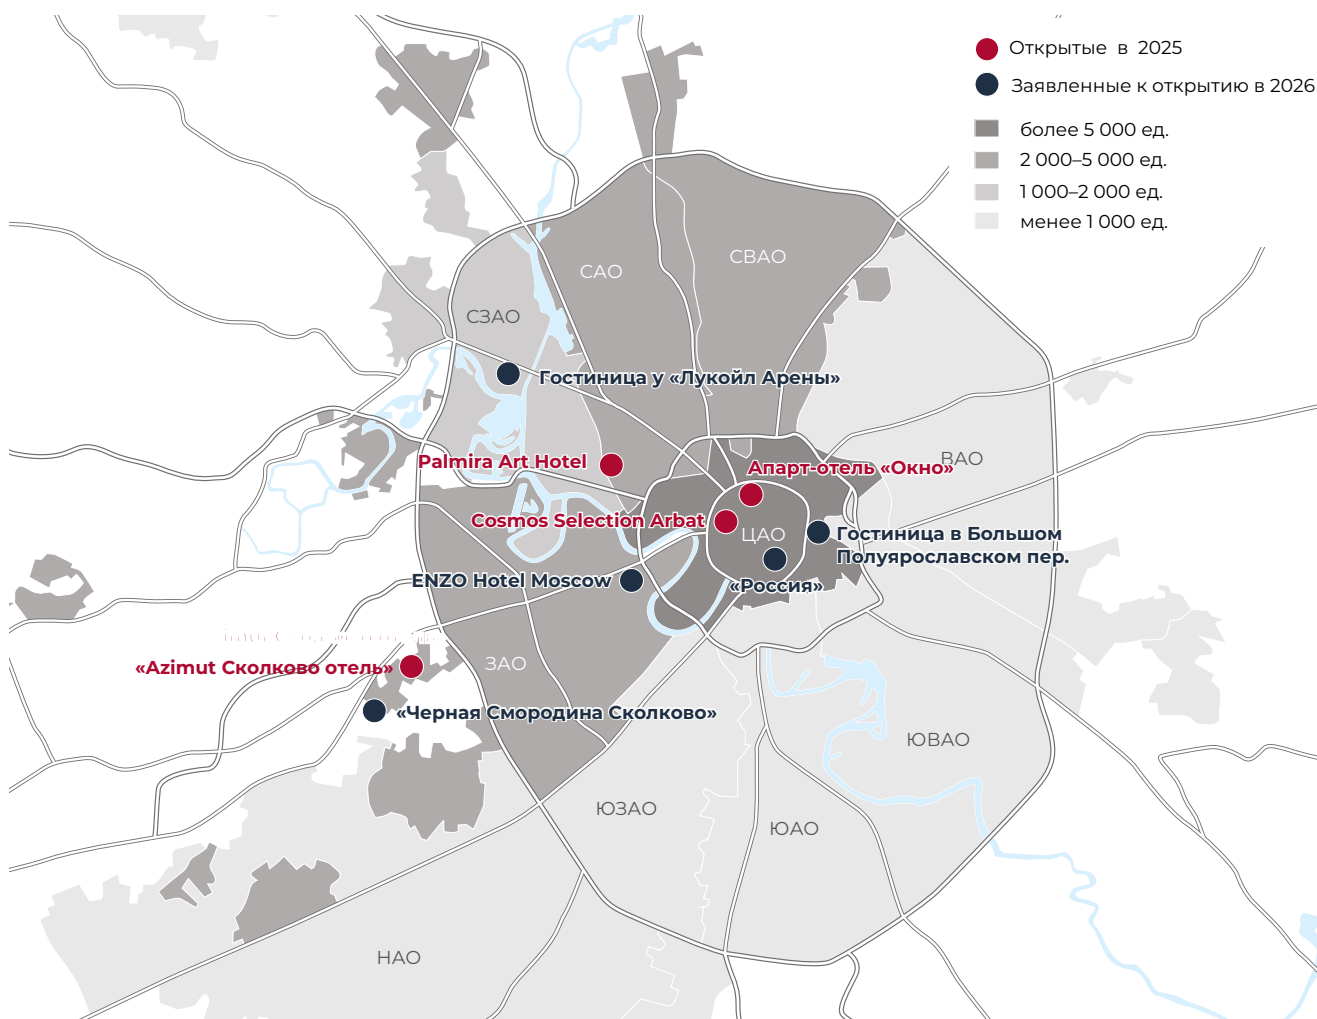 Открытые в 2025
Заявленные к открытию в 2026
более 5 000 ед.
2 000–5 000 ед.
1 000–2 000 ед.
менее 1 000 ед.
САО
СВАО
СЗАО
Гостиница у «Лукойл Арены»
Palmira Art Hotel
Апарт-отель «Окно»
ВАО
Cosmos Selection Arbat
ЦАО
Гостиница в Большом
Полуярославском пер.
ENZO Hotel Moscow
«Россия»
«Azimut Сколково отель»
ЗАО
«Черная Смородина Сколково»
ЮВАО
ЮЗАО
ЮАО
НАО